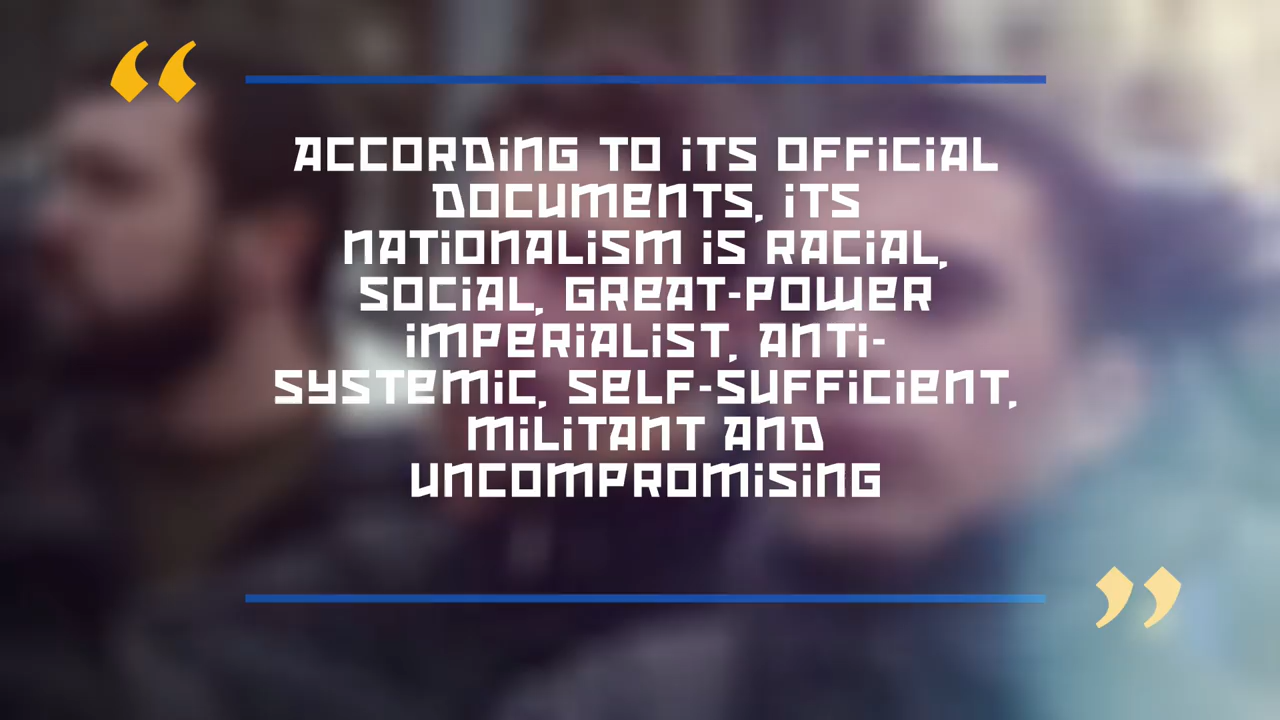 “
ACCORDING TO ITS OFFICIAL
DOCUMENTS, ITS
NATIONALISM IS RACIAL,
SOCIAL, GREAT-POWER
IMPERIALIST, ANTI-
SYSTEMIC, SELF-SUFFICIENT,
MILITANT AND
UNCOMPROMISING
”